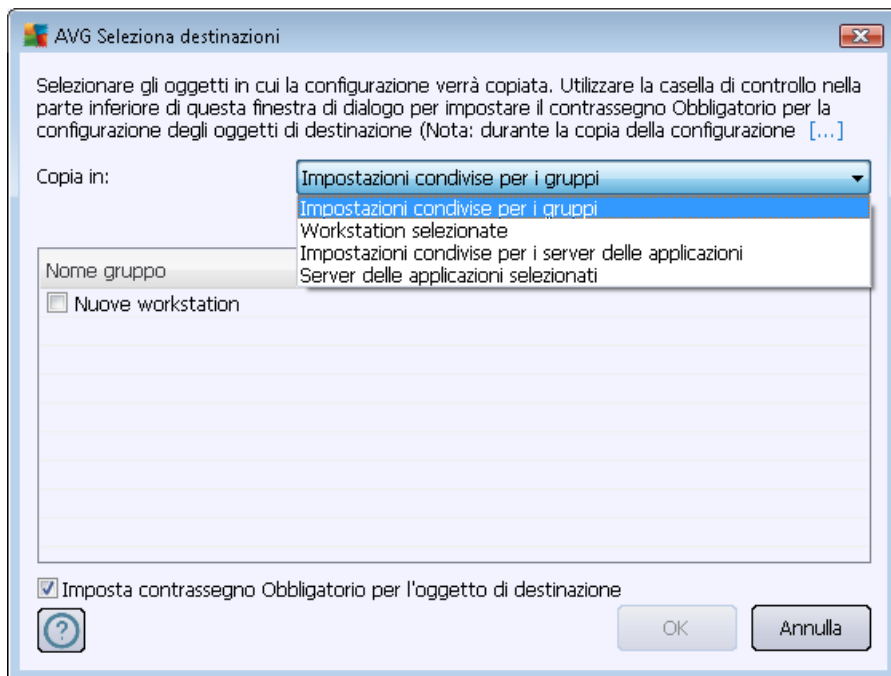 AVG Seleziona destinazioni
Selezionare gli oggetti in cui la configurazione verrà copiata. Utilizzare la casella di controllo nella
parte inferiore di questa finestra di dialogo per impostare il contrassegno Obbligatorio per la
configurazione degli oggetti di destinazione (Nota: durante la copia della configurazione [...]
Copia in:
Impostazioni condivise per i gruppi
Impostazioni condivise per i gruppi
Workstation selezionate
Impostazioni condivise per i server delle applicazioni
Server delle applicazioni selezionati
Nome gruppo
Nuove workstation
Imposta contrassegno Obbligatorio per l'oggetto di destinazione
?
OK
Annulla